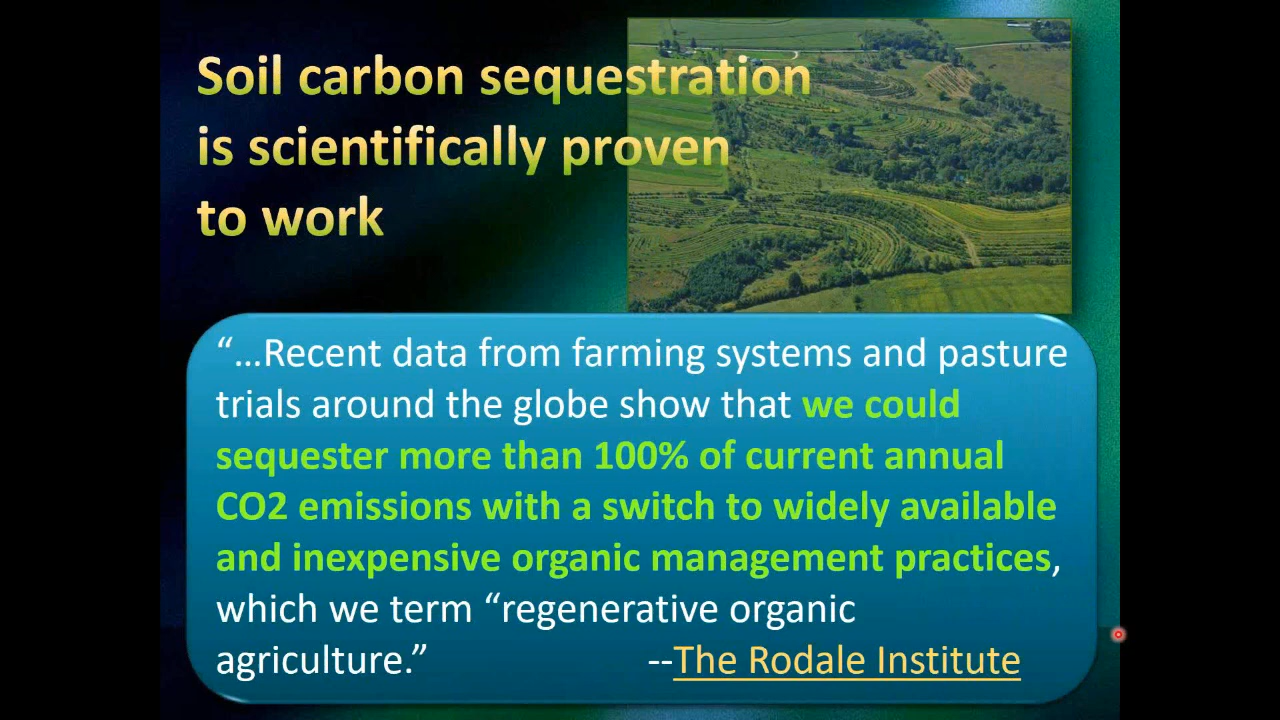 Soil carbon sequestration
is scientifically proven
to work
“…Recent data from farming systems and pasture
trials around the globe show that we could
sequester more than 100% of current annual
CO2 emissions with a switch to widely available
and inexpensive organic management practices,
which we term “regenerative organic
agriculture.” --The Rodale Institute